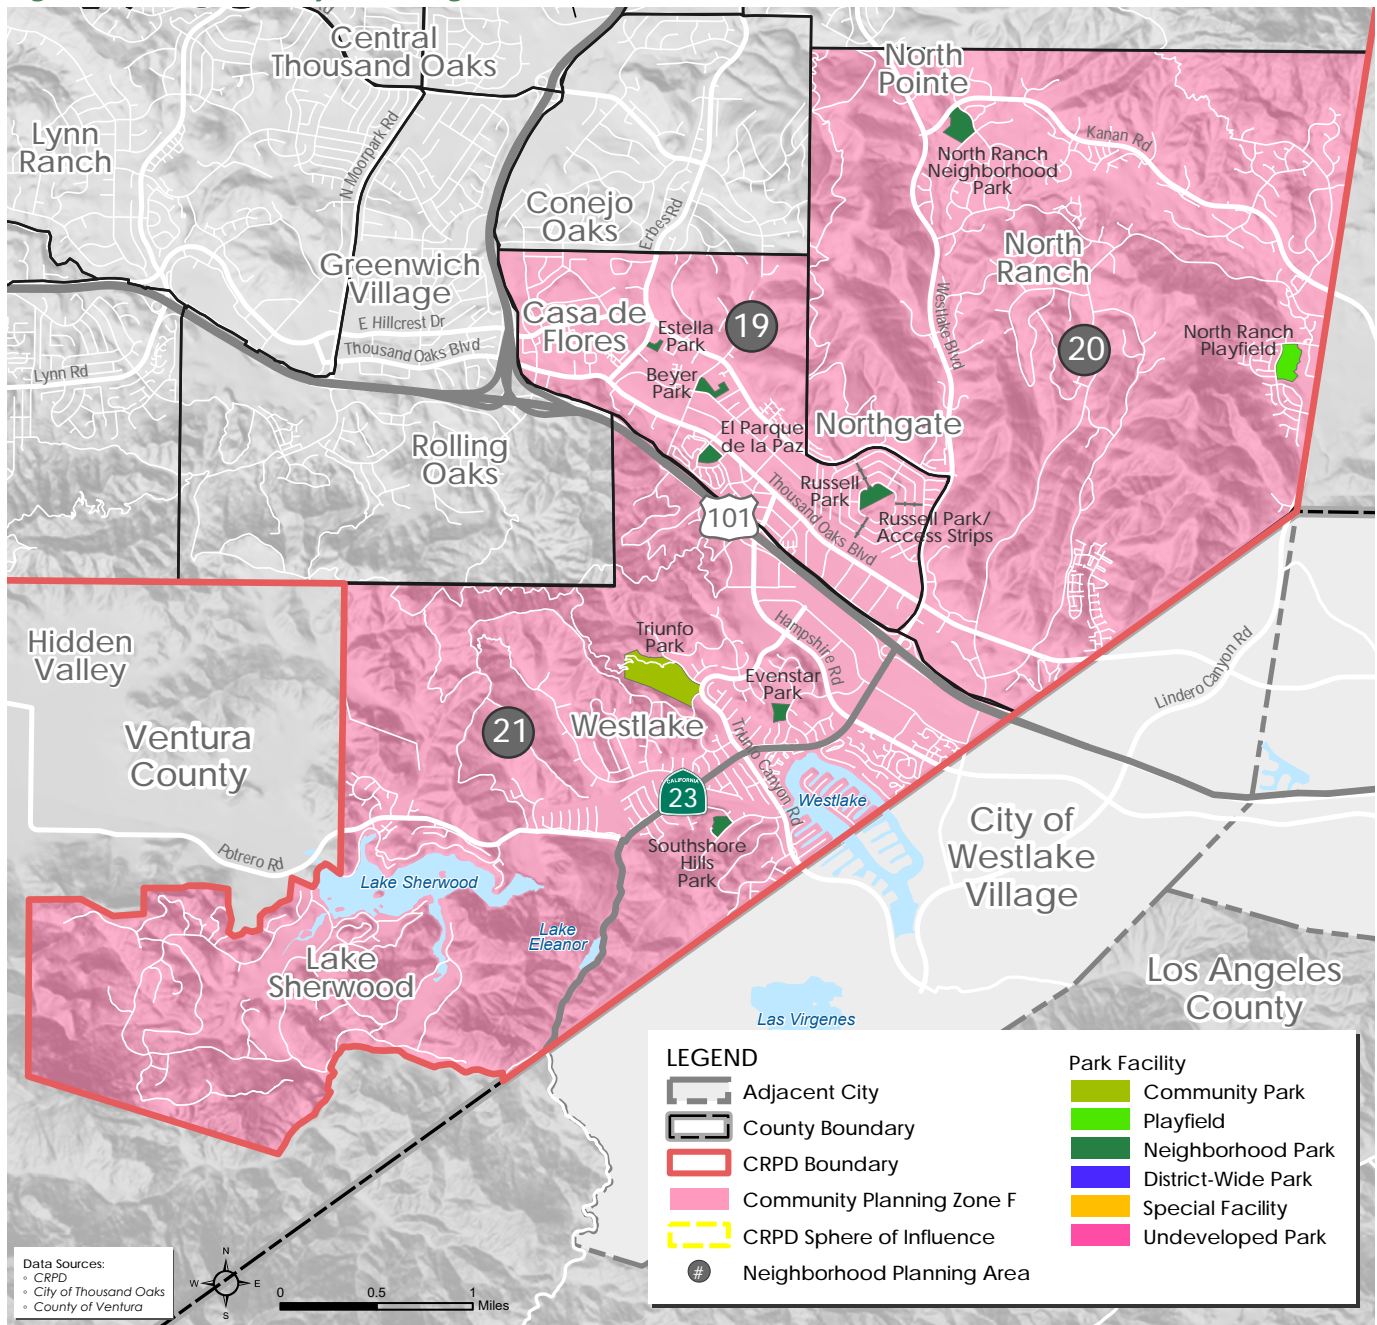 Central
Thousand Oaks
North
Pointe
Lynn
Ranch
N Moorpark Rd
Kanan Rd
North Ranch
Neighborhood
Park
Conejo
Oaks
Erbes Rd
North
Ranch
Greenwich
Village
E Hillcrest Dr
Thousand Oaks Blvd
Lynn Rd
Casa de
Flores
Estella
Park
19
Westlake Blvd
20
North Ranch
Playfield
Beyer
Park
El Parque
de la Paz
Northgate
Rolling
Oaks
Russell
Park
Thousand Oaks Blvd
Russell Park/
Access Strips
101
Hidden
Valley
Triunfo
Park
Hampshire Rd
Evenstar
Park
Lindero Canyon Rd
Ventura
County
21
Westlake
Triunfo Canyon Rd
CALIFORNIA
23
Westlake
City of
Westlake
Village
Southshore
Hills
Park
Potrero Rd
Lake Sherwood
Lake
Eleanor
Lake
Sherwood
Los Angeles
County
Las Virgenes
LEGEND
Adjacent City
County Boundary
CRPD Boundary
Community Planning Zone F
CRPD Sphere of Influence
# Neighborhood Planning Area
Park Facility
Community Park
Playfield
Neighborhood Park
District-Wide Park
Special Facility
Undeveloped Park
Data Sources:
◦ CRPD
◦ City of Thousand Oaks
◦ County of Ventura
N
W E
S
0 0.5 1
Miles